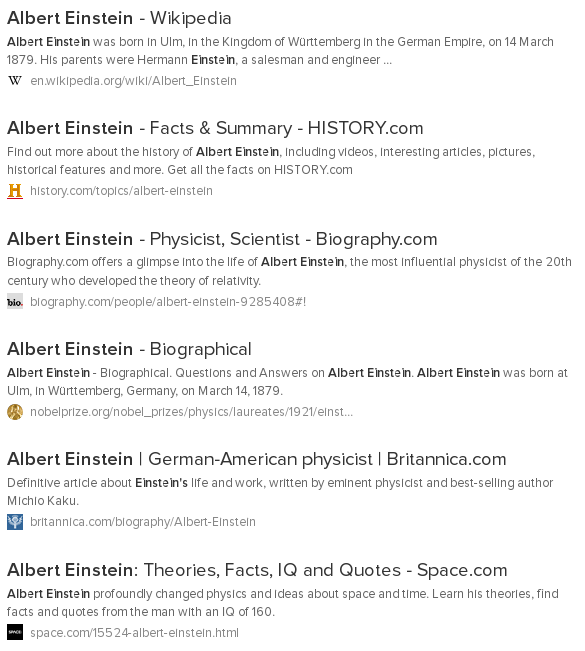 Albert Einstein - Wikipedia
Albert Einstein was born in Ulm, in the Kingdom of Württemberg in the German Empire, on 14 March
1879. His parents were Hermann Einstein, a salesman and engineer ...
W en.wikipedia.org/wiki/Albert_Einstein
Albert Einstein - Facts & Summary - HISTORY.com
Find out more about the history of Albert Einstein, including videos, interesting articles, pictures,
historical features and more. Get all the facts on HISTORY.com
H history.com/topics/albert-einstein
Albert Einstein - Physicist, Scientist - Biography.com
Biography.com offers a glimpse into the life of Albert Einstein, the most influential physicist of the 20th
century who developed the theory of relativity.
bio. biography.com/people/albert-einstein-9285408#!
Albert Einstein - Biographical
Albert Einstein - Biographical. Questions and Answers on Albert Einstein. Albert Einstein was born at
Ulm, in Württemberg, Germany, on March 14, 1879.
nobelprize.org/nobel_prizes/physics/laureates/1921/einst...
Albert Einstein | German-American physicist | Britannica.com
Definitive article about Einstein's life and work, written by eminent physicist and best-selling author
Michio Kaku.
britannica.com/biography/Albert-Einstein
Albert Einstein: Theories, Facts, IQ and Quotes - Space.com
Albert Einstein profoundly changed physics and ideas about space and time. Learn his theories, find
facts and quotes from the man with an IQ of 160.
SPACE space.com/15524-albert-einstein.html